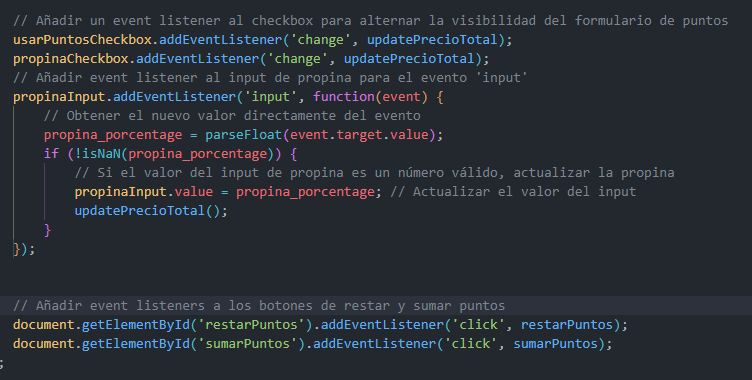 // Añadir un event listener al checkbox para alternar la visibilidad del formulario de puntos
usarPuntosCheckbox.addEventListener('change', updatePrecioTotal);
propinaCheckbox.addEventListener('change', updatePrecioTotal);
// Añadir event listener al input de propina para el evento 'input'
propinaInput.addEventListener('input', function(event) {
    // Obtener el nuevo valor directamente del evento
    propina_porcentage = parseFloat(event.target.value);
    if (!isNaN(propina_porcentage)) {
        // Si el valor del input de propina es un número válido, actualizar la propina
        propinaInput.value = propina_porcentage; // Actualizar el valor del input
        updatePrecioTotal();
    }
});
// Añadir event listeners a los botones de restar y sumar puntos
document.getElementById('restarPuntos').addEventListener('click', restarPuntos);
document.getElementById('sumarPuntos').addEventListener('click', sumarPuntos);
;